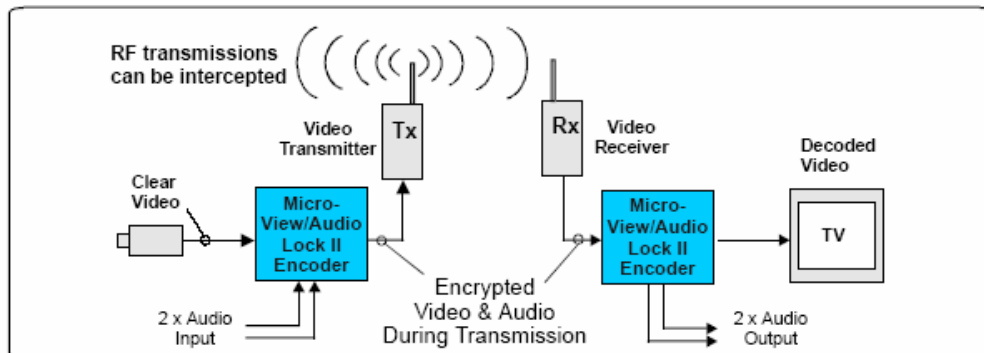 RF transmissions
can be intercepted
Video
Transmitter
Tx
Rx
Video
Receiver
Decoded
Video
Clear
Video
Micro-
View/Audio
Lock II
Encoder
Micro-
View/Audio
Lock II
Encoder
TV
Encrypted
Video & Audio
During Transmission
2 x Audio
Input
2 x Audio
Output